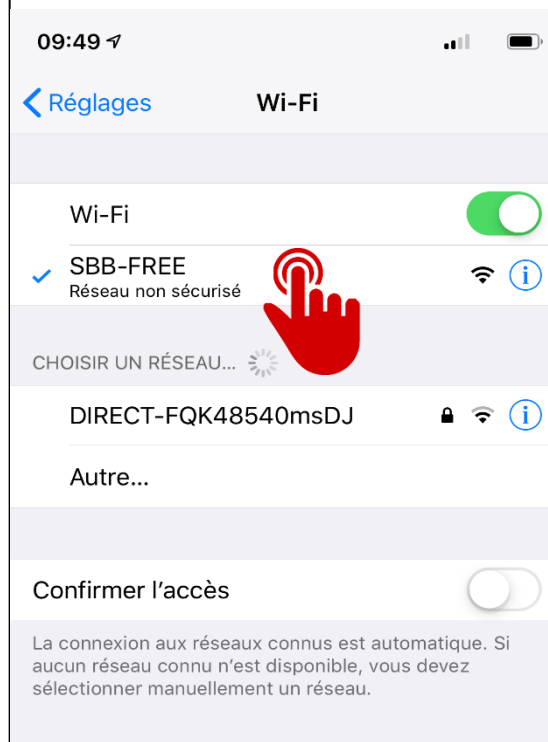 09:49
Réglages
Wi-Fi
Wi-Fi
SBB-FREE
Réseau non sécurisé
CHOISIR UN RÉSEAU...
DIRECT-FQK48540msDJ
Autre...
Confirmer l’accès
La connexion aux réseaux connus est automatique. Si
aucun réseau connu n’est disponible, vous devez
sélectionner manuellement un réseau.